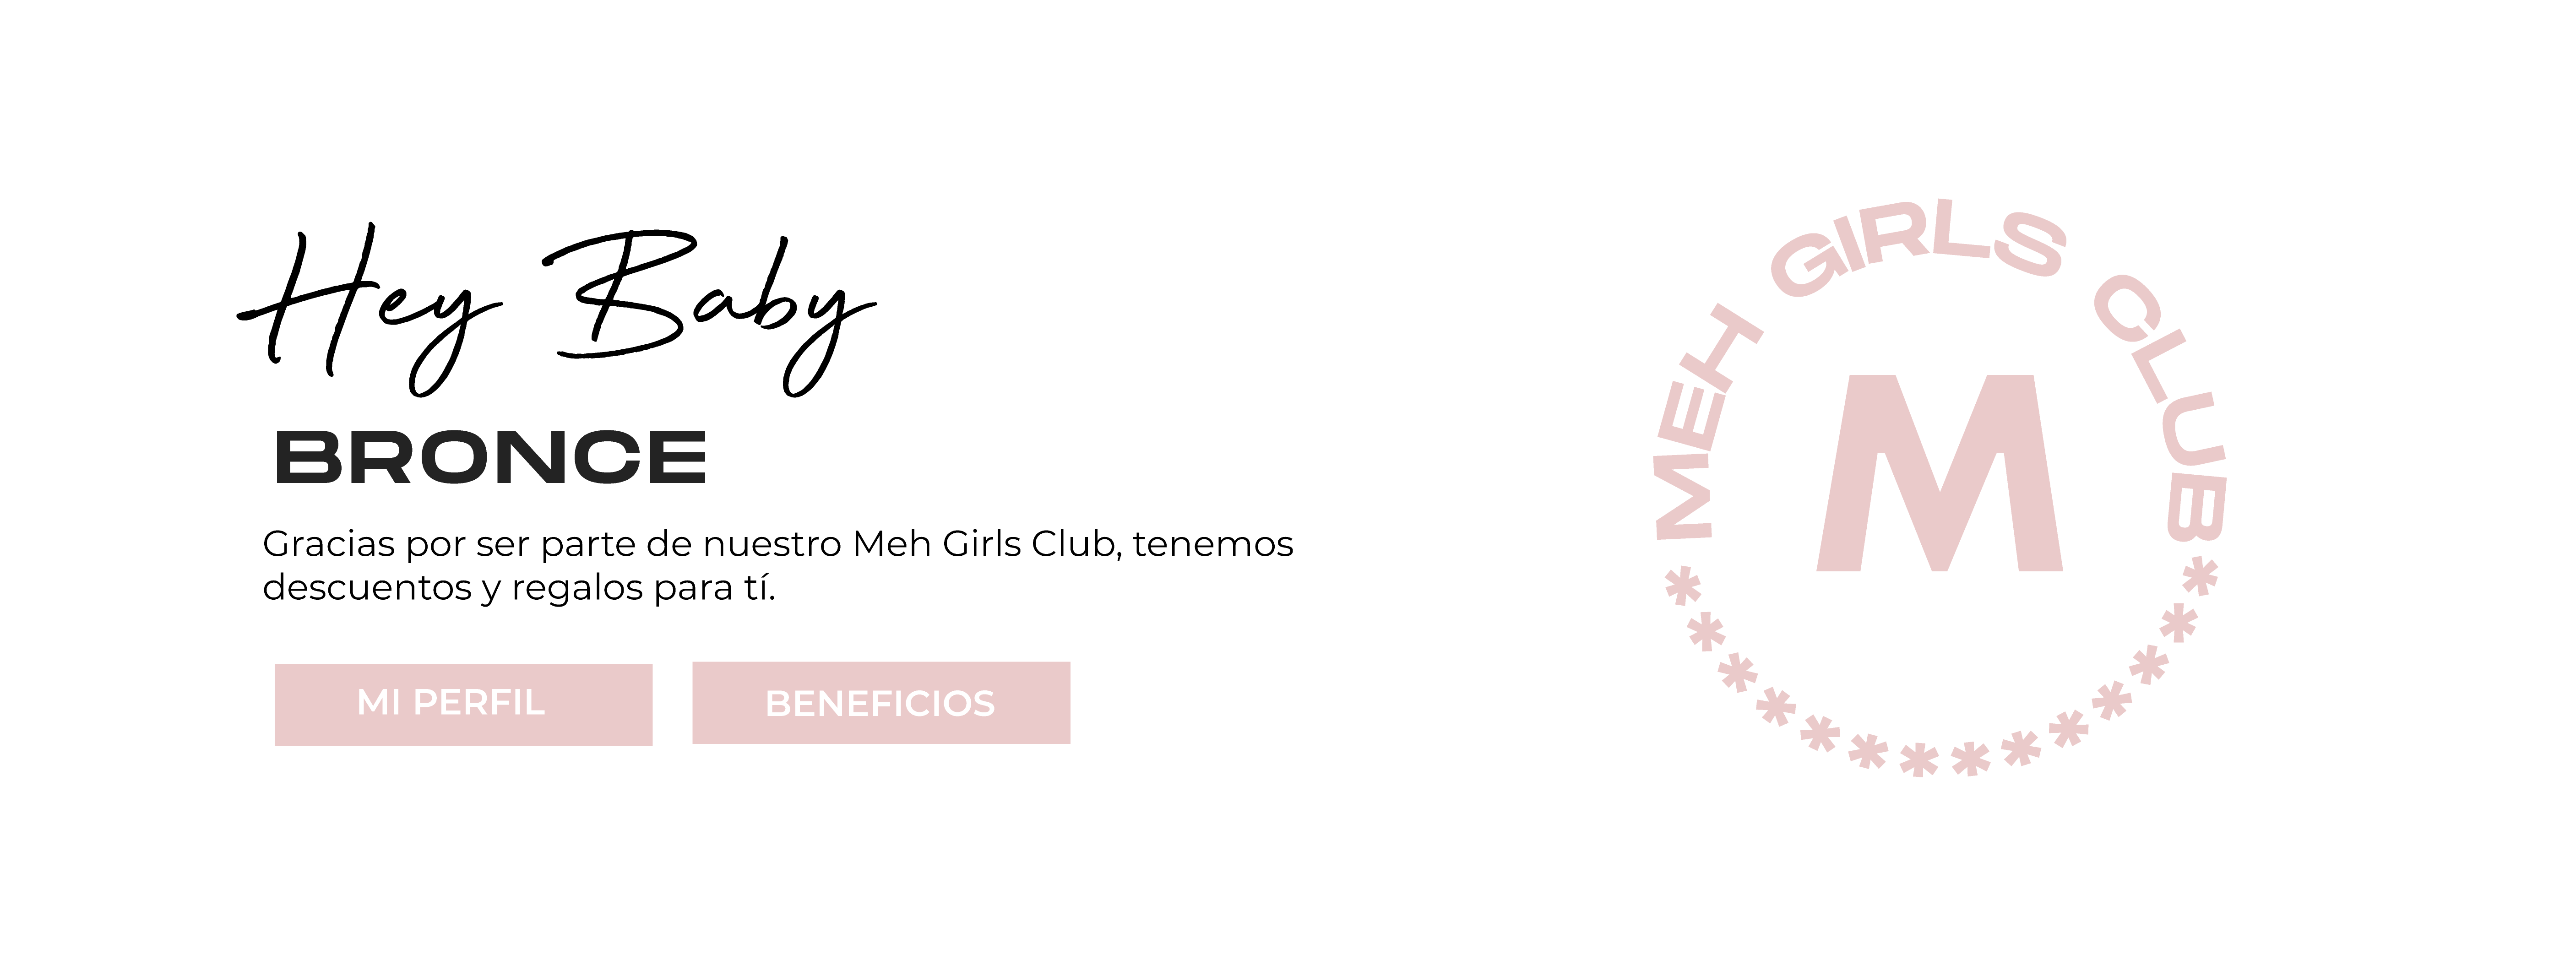 Hey Baby
BRONCE
Gracias por ser parte de nuestro Meh Girls Club, tenemos
descuentos y regalos para tí.
MI PERFIL
BENEFICIOS
MEH GIRLS CLUB
M
****************